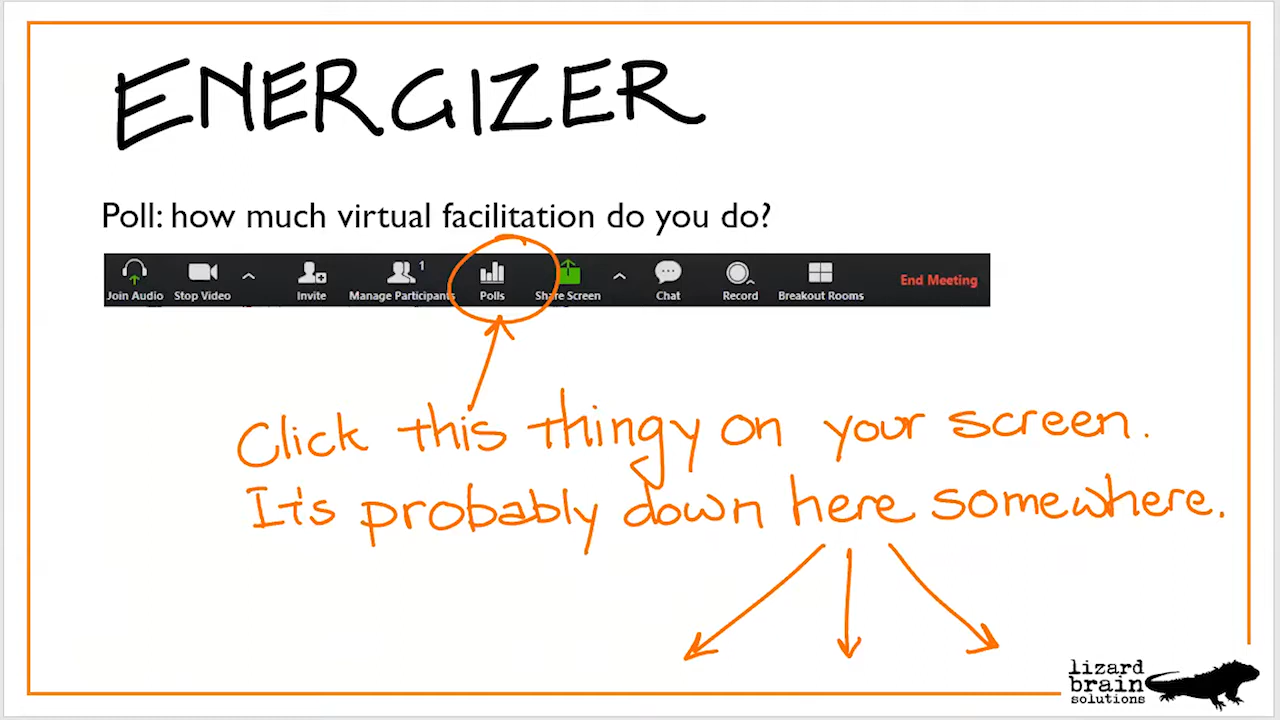 ENERGIZER
Poll: how much virtual facilitation do you do?
1
Join Audio Stop Video Invite Manage Participants Polls Share Screen Chat Record Breakout Rooms End Meeting
Click this thingy on your screen.
It's probably down here somewhere.
lizard
brain
solutions